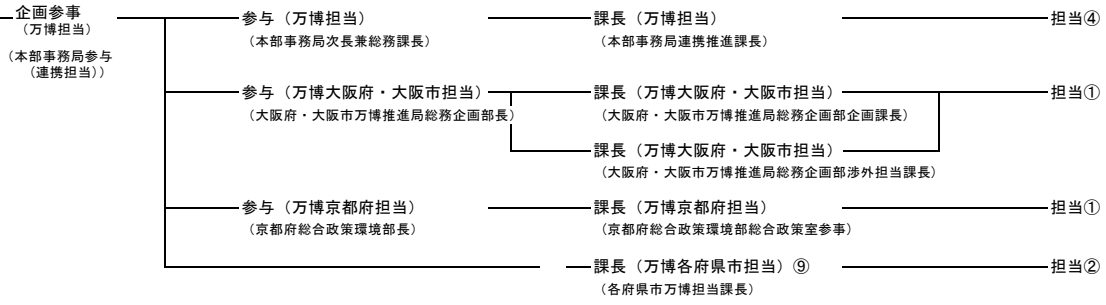 企画参事
（万博担当）
（本部事務局参与
（連携担当））
参与（万博担当）
（本部事務局次長兼総務課長）
課長（万博担当）
（本部事務局連携推進課長）
担当④
参与（万博大阪府・大阪市担当）
（大阪府・大阪市万博推進局総務企画部長）
課長（万博大阪府・大阪市担当）
（大阪府・大阪市万博推進局総務企画部企画課長）
担当①
課長（万博大阪府・大阪市担当）
（大阪府・大阪市万博推進局総務企画部渉外担当課長）
参与（万博京都府担当）
（京都府総合政策環境部長）
課長（万博京都府担当）
（京都府総合政策環境部総合政策室参事）
担当①
課長（万博各府県市担当）⑨
（各府県市万博担当課長）
担当②